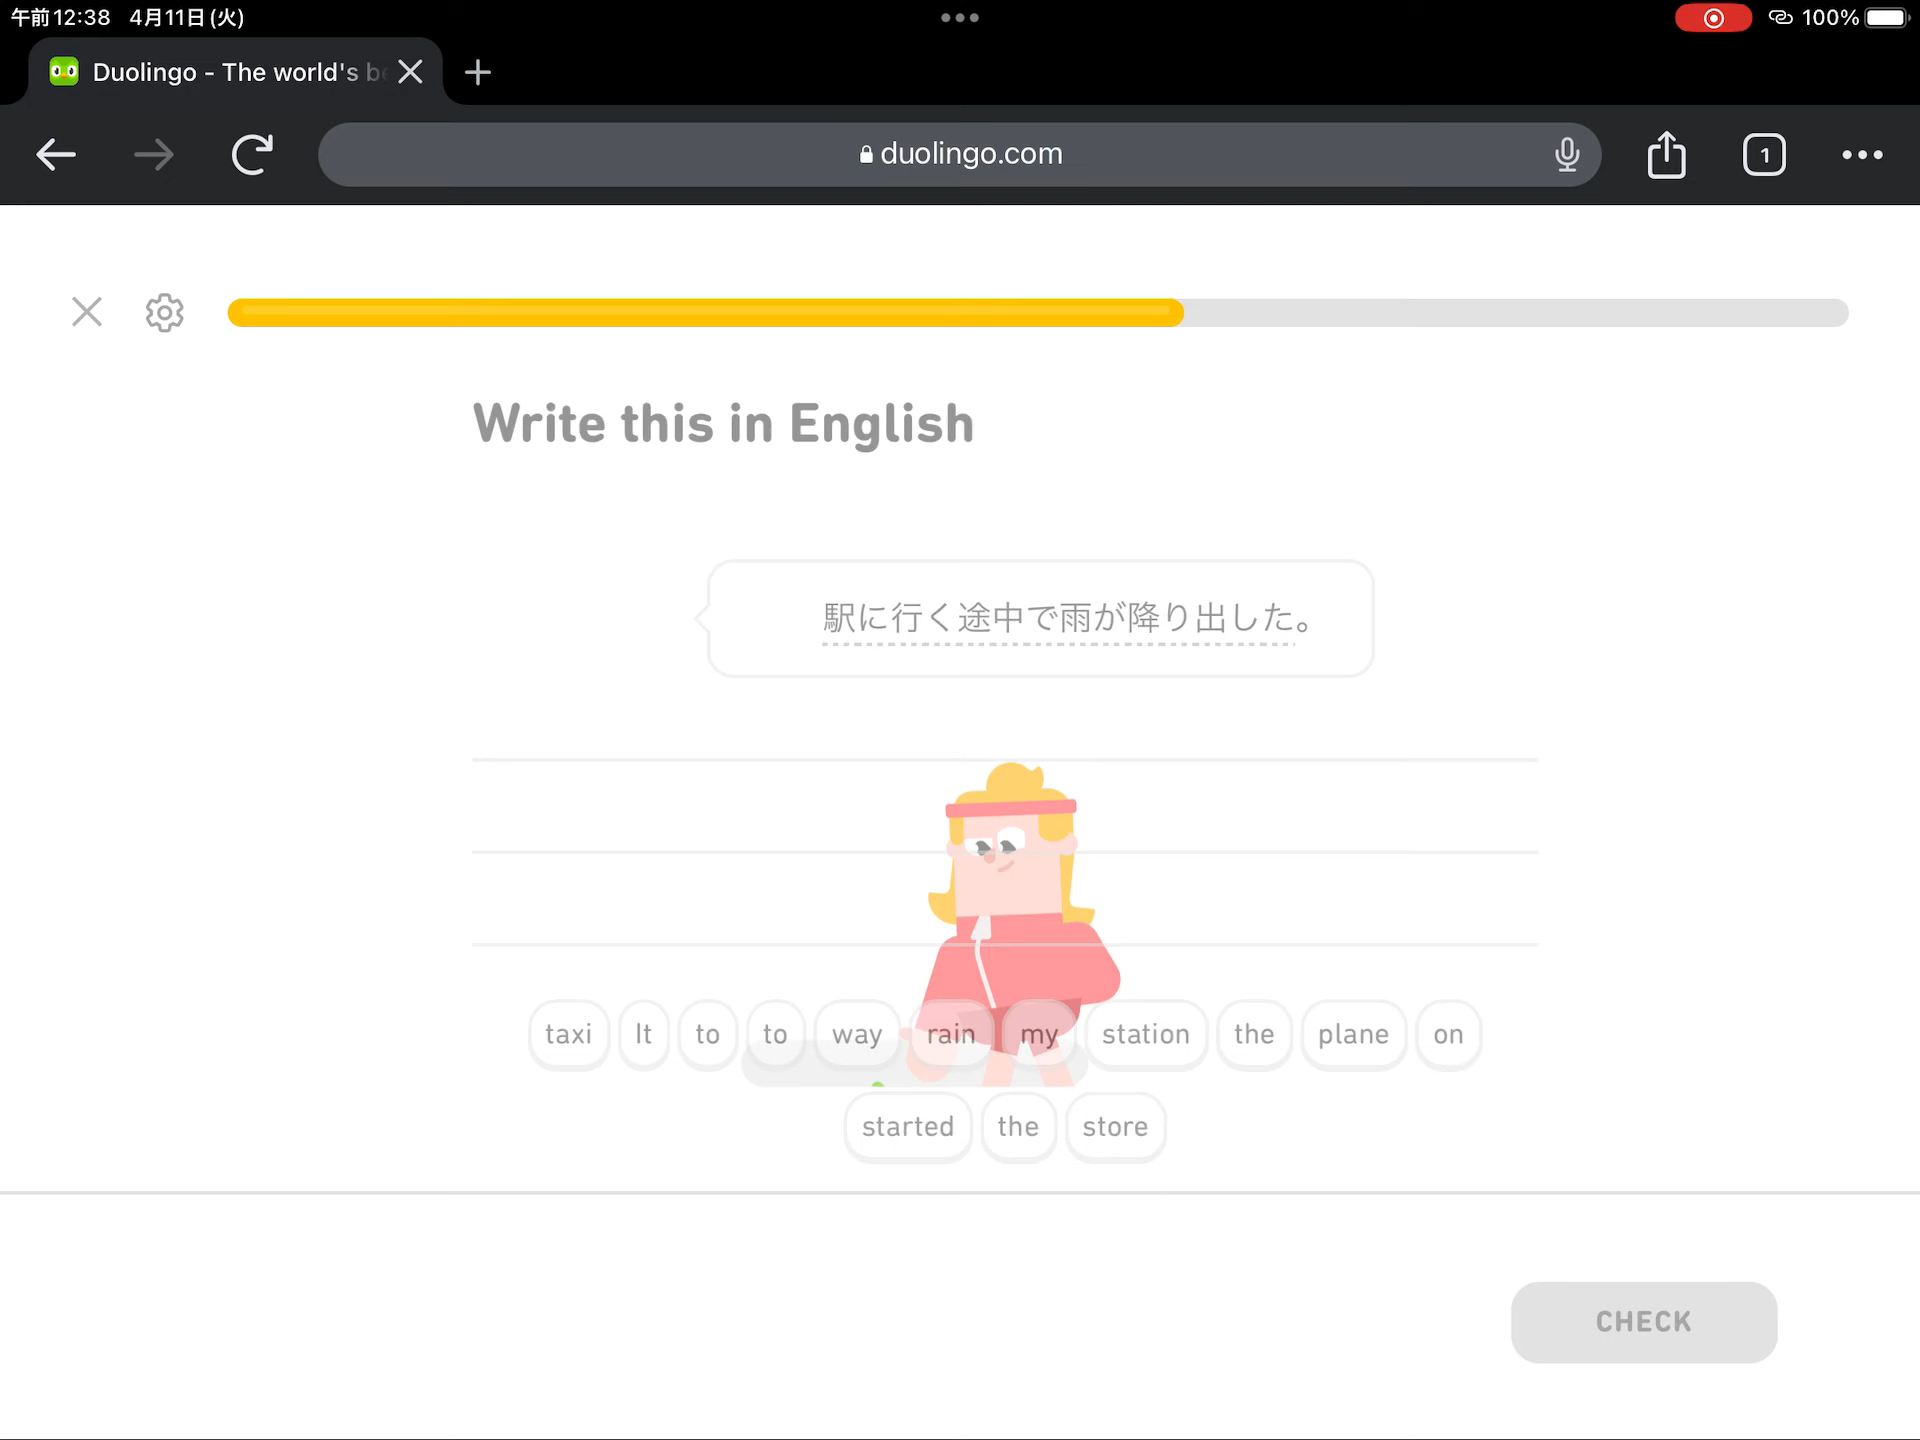 午前12:38 4月11日(火)
100%
Duolingo - The world's be
duolingo.com
1
Write this in English
駅に行く途中で雨が降り出した。
taxi It to to way rain my station the plane on
started the store
CHECK